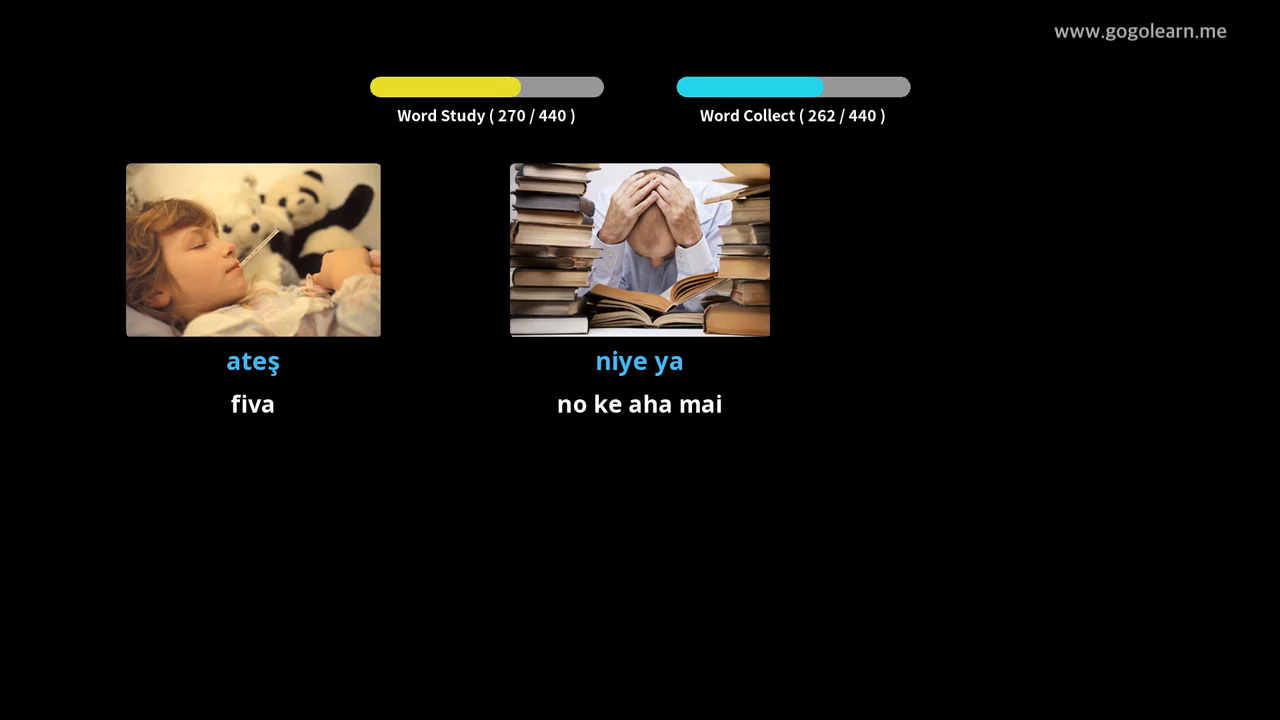 www.gogolearn.me
Word Study ( 270 / 440 )
Word Collect ( 262 / 440 )
ateş
fiva
niye ya
no ke aha mai